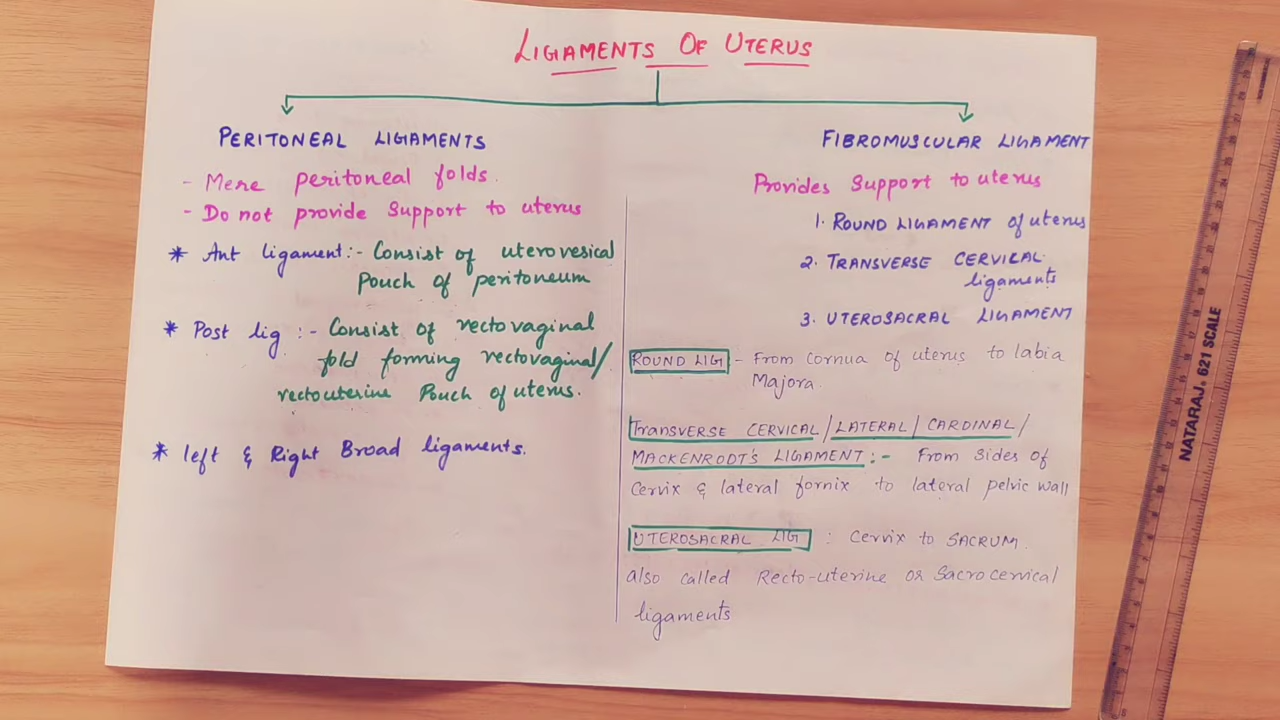 LIGAMENTS OF UTERUS
PERITONEAL LIGAMENTS
- Mere peritoneal folds.
- Do not provide Support to uterus
* Ant ligament:- Consist of uterovesical
Pouch of peritoneum
* Post lig :- Consist of rectovaginal
fold forming rectovaginal/
rectouterine Pouch of uterus.
* left & Right Broad ligaments.
FIBROMUSCULAR LIGAMENT
Provides Support to uterus
1. ROUND LIGAMENT of uterus
2. TRANSVERSE CERVICAL
ligaments
3. UTEROSACRAL LIGAMENT
ROUND LIG - From Cornua of uterus to labia
Majora.
TRANSVERSE CERVICAL/LATERAL/CARDINAL/
MACKENRODT'S LIGAMENT:- From Sides of
Cervix & lateral fornix to lateral pelvic wall
UTEROSACRAL LIG : Cervix to SACRUM.
also called Recto-uterine or Sacrocervical
ligaments
NATARAJ. 621 SCALE